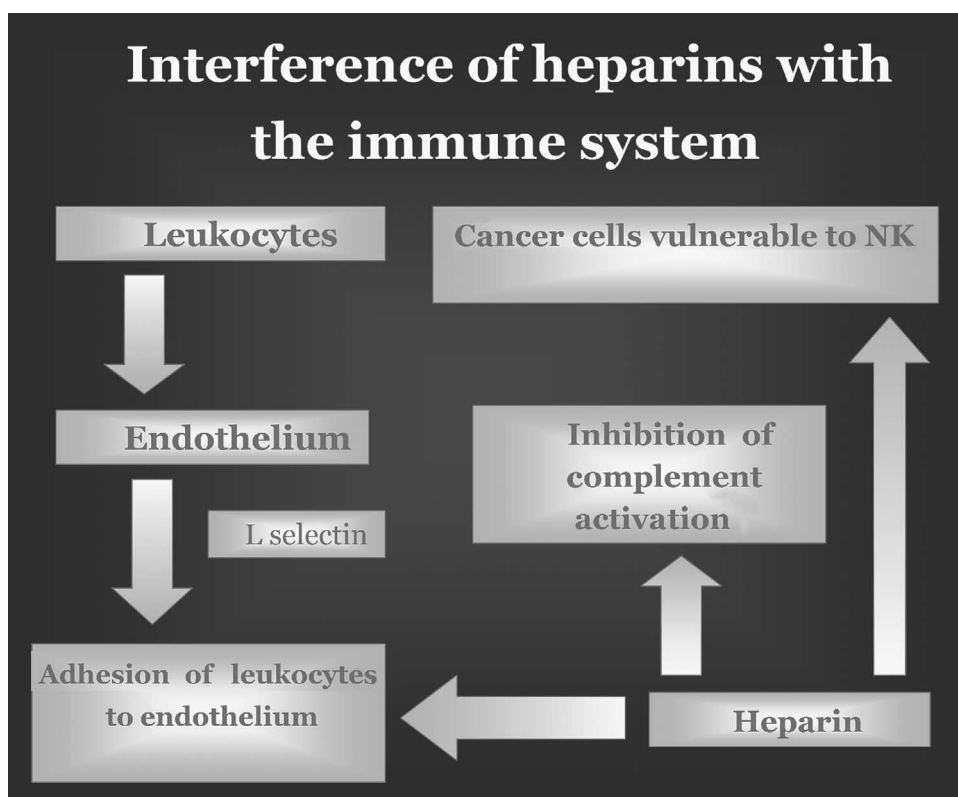 Interference of heparins with
the immune system
Leukocytes
Cancer cells vulnerable to NK
Endothelium
Inhibition of
complement
activation
L selectin
Adhesion of leukocytes
to endothelium
Heparin